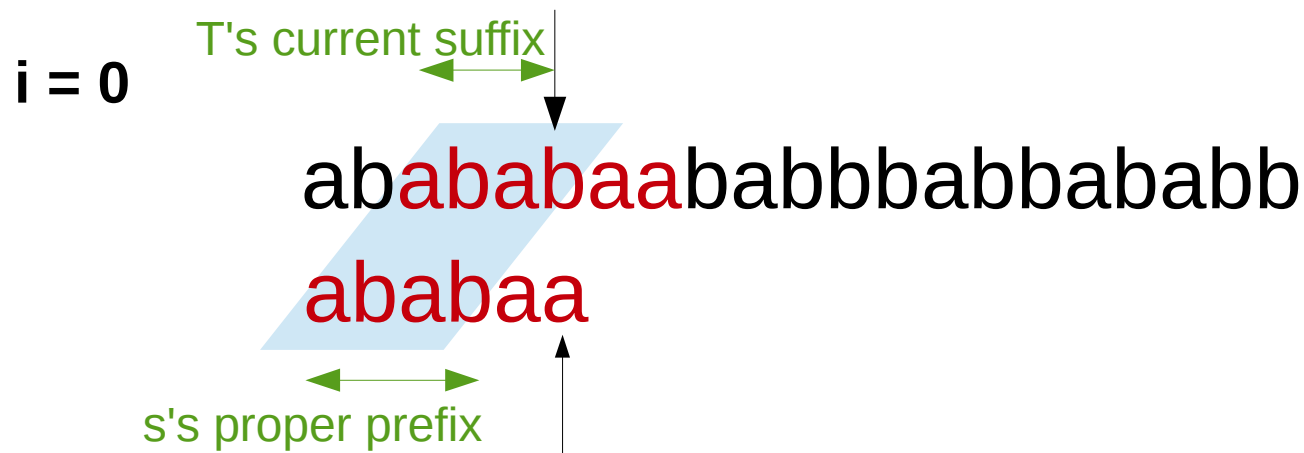 T's current suffix
i = 0
abababaababbbabbababb
ababaa
s's proper prefix